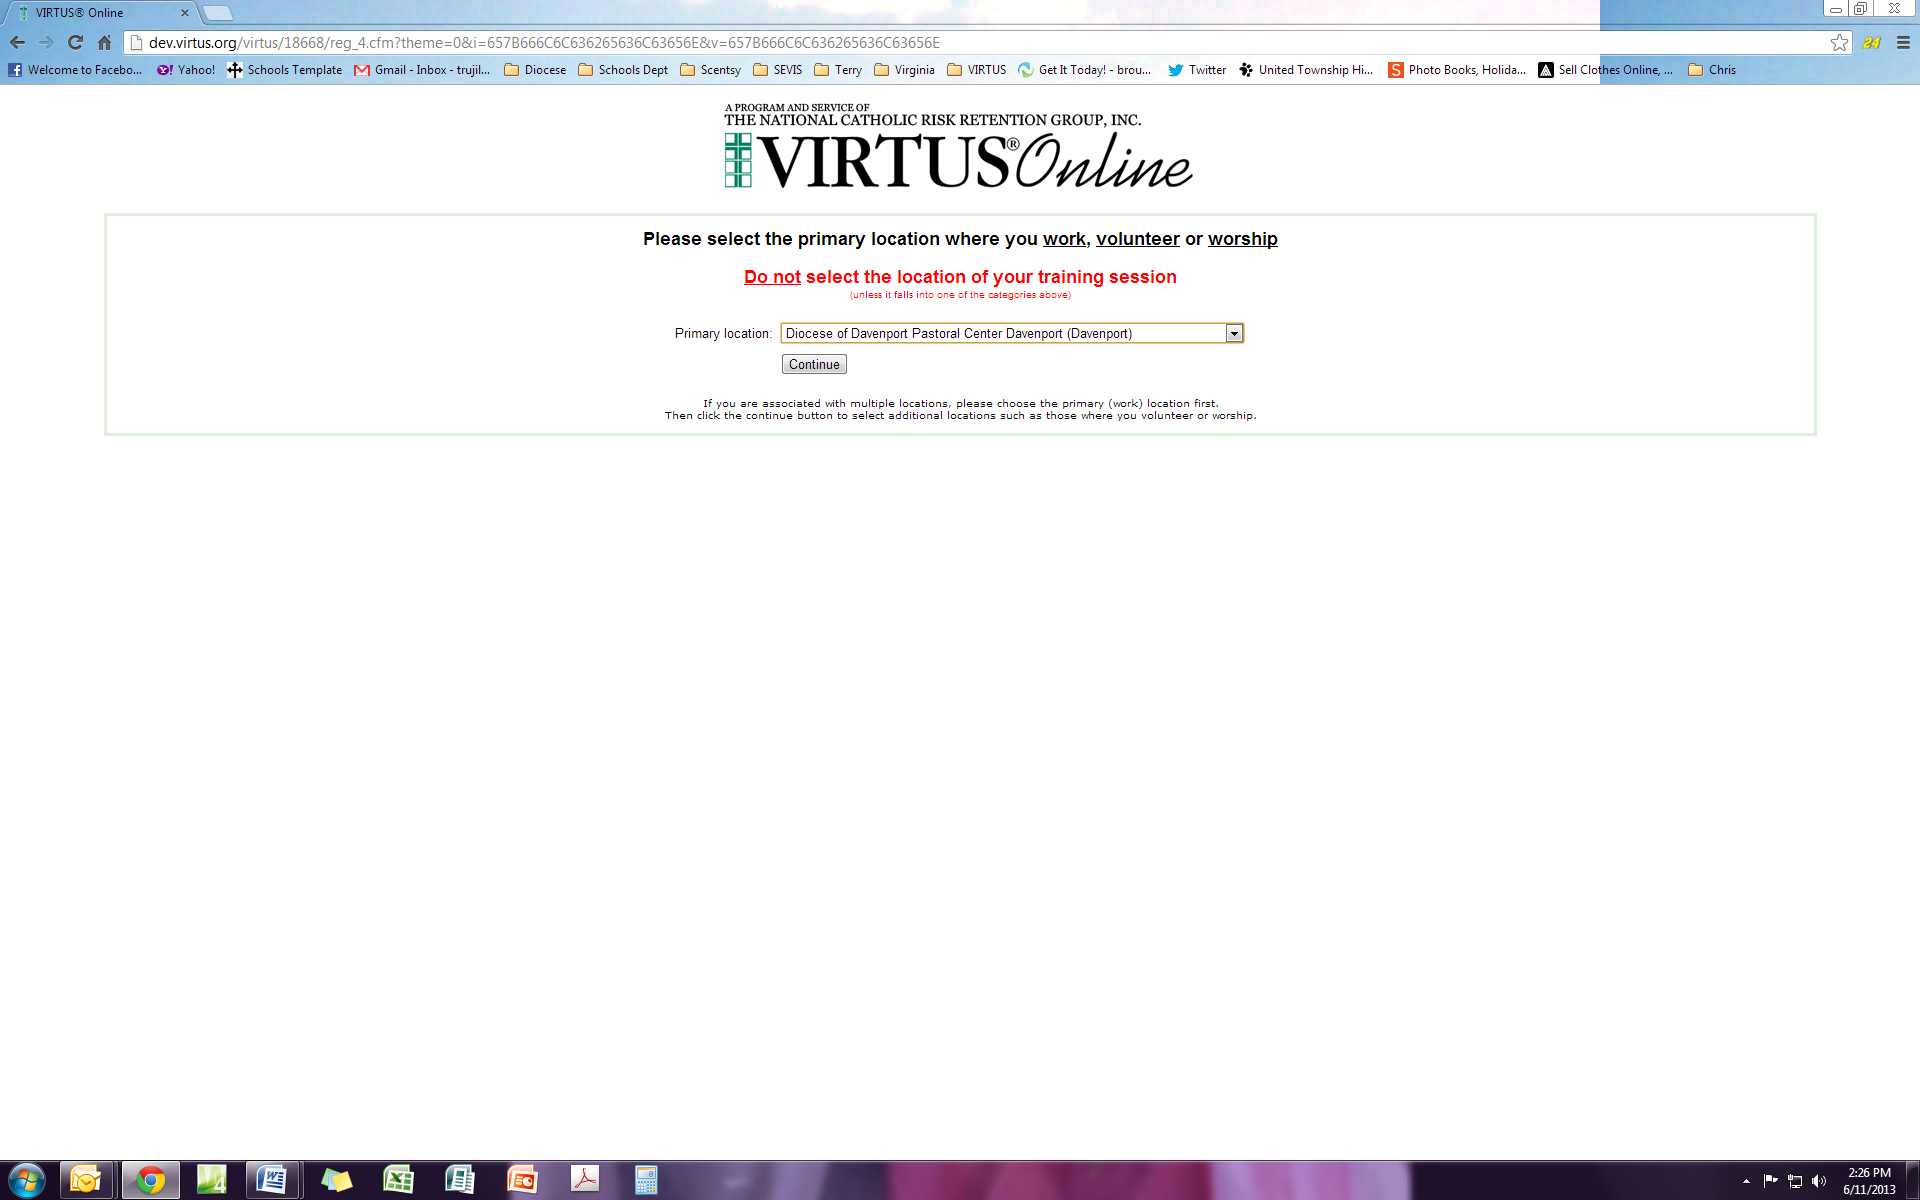 VIRTUS® Online
dev.virtus.org/virtus/18668/reg_4.cfm?theme=0&i=657B666C6C636265636C63656E&v=657B666C6C636265636C63656E
24
Welcome to Facebo... Yahoo! Schools Template Gmail - Inbox - trujil... Diocese Schools Dept Scentsy SEVIS Terry Virginia VIRTUS Get It Today! - brou... Twitter United Township Hi... Photo Books, Holida... Sell Clothes Online, ... Chris
A PROGRAM AND SERVICE OF
THE NATIONAL CATHOLIC RISK RETENTION GROUP, INC.
VIRTUS®Online
Please select the primary location where you work, volunteer or worship
Do not select the location of your training session
(unless it falls into one of the categories above)
Primary location: Diocese of Davenport Pastoral Center Davenport (Davenport)
Continue
If you are associated with multiple locations, please choose the primary (work) location first.
Then click the continue button to select additional locations such as those where you volunteer or worship.
2:26 PM
6/11/2013